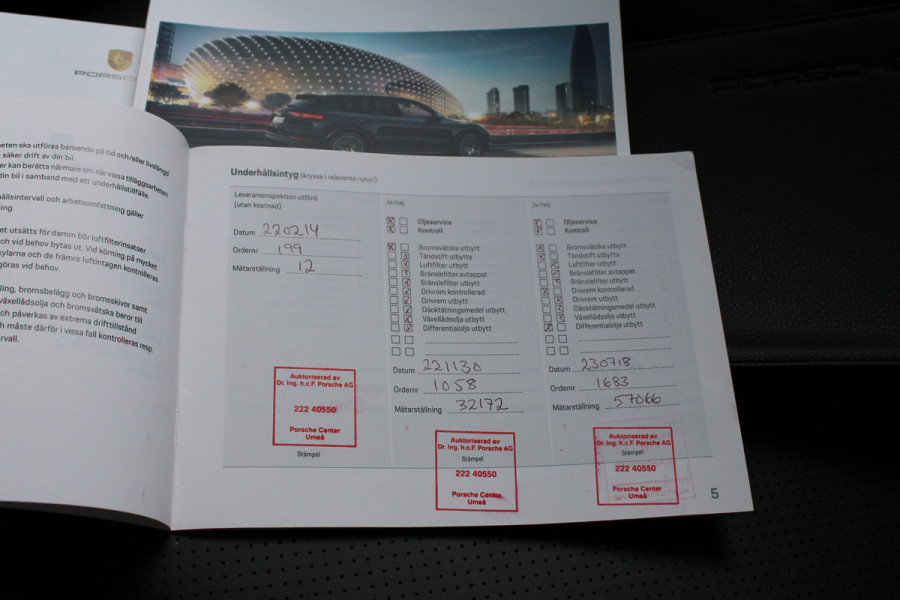 PORSCHE
eten ska utföras beroende på tid och/eller livslängd
säker drift av din bil.
er kan berätta närmare om när vissa tilläggsarbeten
din bil i samband med ett underhållstillfälle.
ållsintervall och arbetsomfattning gäller
ing.
et utsätts för damm bör luftfilterinsatser
och vid behov bytas ut. Vid körning på mycket
kylarna och de främre luftintagen kontrolleras
göras vid behov.
ling, bromsbelägg och bromsskivor samt
växellådsolja och bromsvätska beror till
ch påverkas av extrema drifttillstånd
h måste därför i vissa fall kontrolleras resp.
rvall.
Underhållsintyg (kryssa i relevanta rutor!)
Leveransinspektion utförd
(utan kostnad)
Datum 220214
Ordernr 199
Mätarställning 12
Auktoriserad av
Dr. Ing. h.c.F. Porsche AG
222 40550
Porsche Center
Umeå
Stämpel
Ja/nej
Oljeservice
Kontroll
Bromsvätska utbytt
Tändstift utbytta
Luftfilter utbytt
Bränslefilter avtappat
Bränslefilter utbytt
Drivrem kontrollerad
Drivrem utbytt
Däcktätningsmedel utbytt
Växellådsolja utbytt
Differentialolja utbytt
Datum 221130
Ordernr 1058
Mätarställning 32172
Auktoriserad av
Dr. Ing. h.c.F. Porsche AG
Stämpel
222 40550
Porsche Center
Umeå
Ja/nej
Oljeservice
Kontroll
Bromsvätska utbytt
Tändstift utbytta
Luftfilter utbytt
Bränslefilter avtappat
Bränslefilter utbytt
Drivrem kontrollerad
Drivrem utbytt
Däcktätningsmedel utbytt
Växellådsolja utbytt
Differentialolja utbytt
Datum 230718
Ordernr 1683
Mätarställning 57066
Auktoriserad av
Dr. Ing. h.c.F. Porsche AG
Stämpel
222 40550
Porsche Center
Umeå
5